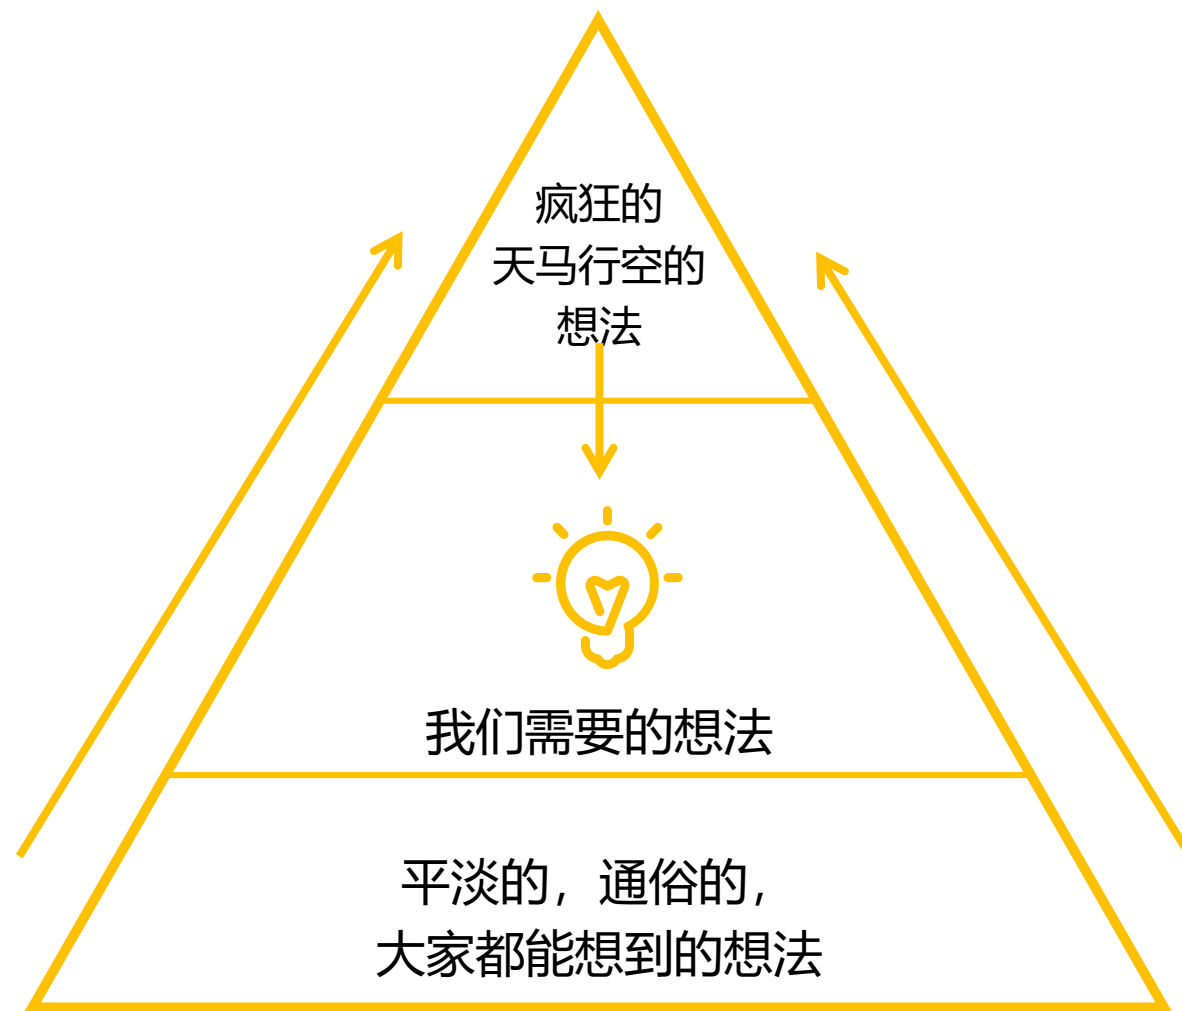 疯狂的
天马行空的
想法
我们需要的想法
平淡的，通俗的，
大家都能想到的想法